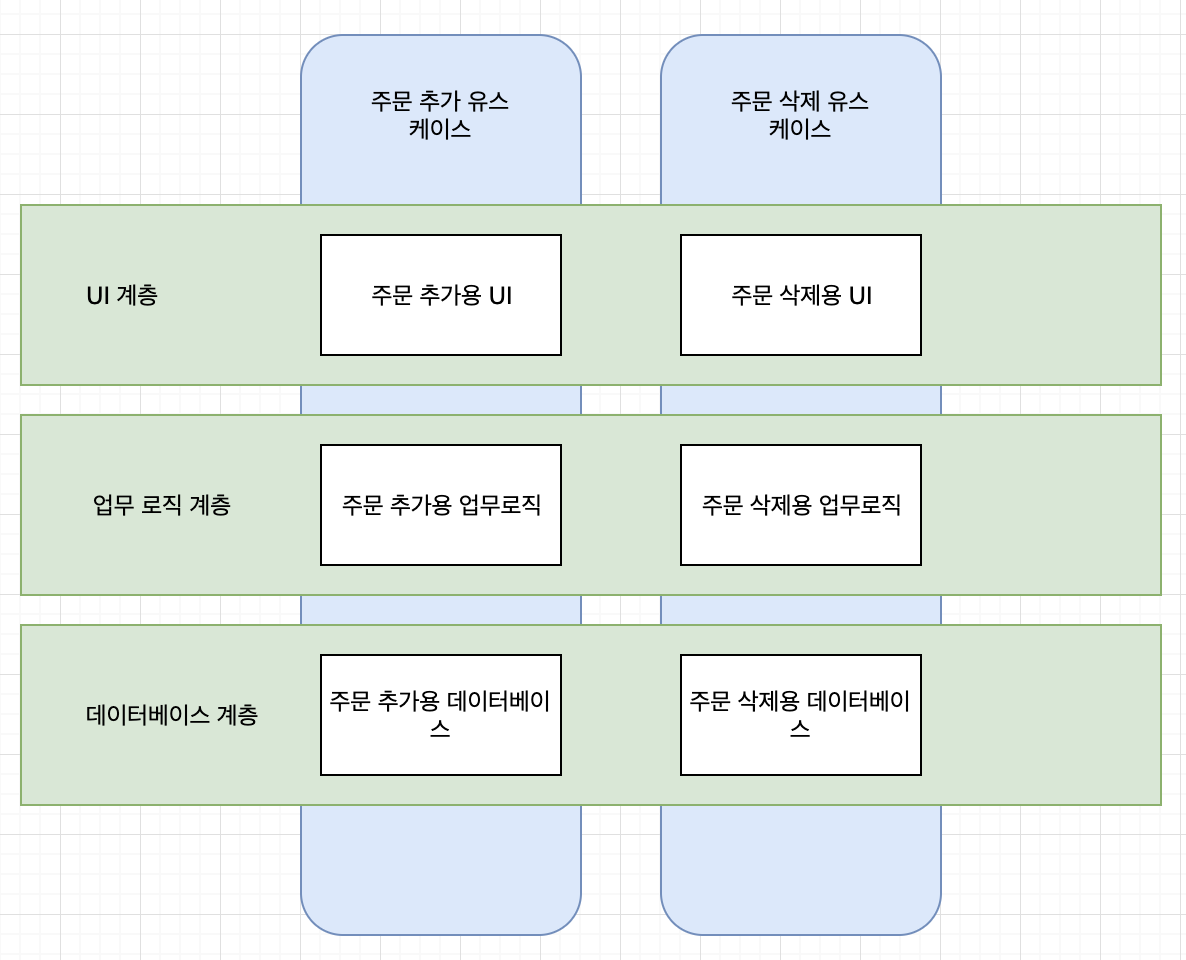 주문 추가 유스
케이스
주문 삭제 유스
케이스
UI 계층
주문 추가용 UI
주문 삭제용 UI
업무 로직 계층
주문 추가용 업무로직
주문 삭제용 업무로직
데이터베이스 계층
주문 추가용 데이터베이
스
주문 삭제용 데이터베이
스